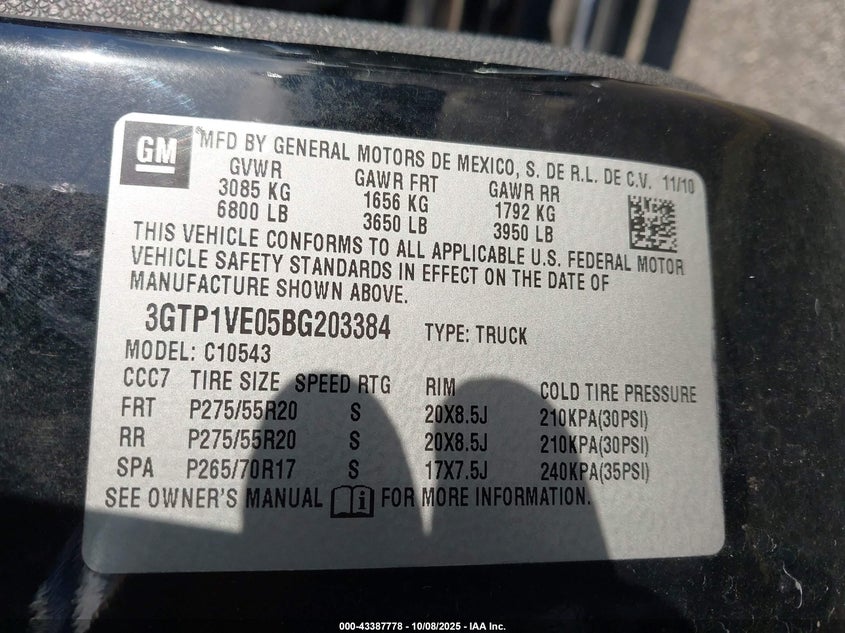 GM
MFD BY GENERAL MOTORS DE MEXICO, S. DE R.L. DE C.V. 11/10
GVWR GAWR FRT GAWR RR
3085 KG 1656 KG 1792 KG
6800 LB 3650 LB 3950 LB
THIS VEHICLE CONFORMS TO ALL APPLICABLE U.S. FEDERAL MOTOR
VEHICLE SAFETY STANDARDS IN EFFECT ON THE DATE OF
MANUFACTURE SHOWN ABOVE.
3GTP1VE05BG203384 TYPE: TRUCK
MODEL: C10543
CCC7 TIRE SIZE SPEED RTG RIM COLD TIRE PRESSURE
FRT P275/55R20 S 20X8.5J 210KPA(30PSI)
RR P275/55R20 S 20X8.5J 210KPA(30PSI)
SPA P265/70R17 S 17X7.5J 240KPA(35PSI)
SEE OWNER'S MANUAL i FOR MORE INFORMATION.
000-43387778 - 10/08/2025 - IAA Inc.